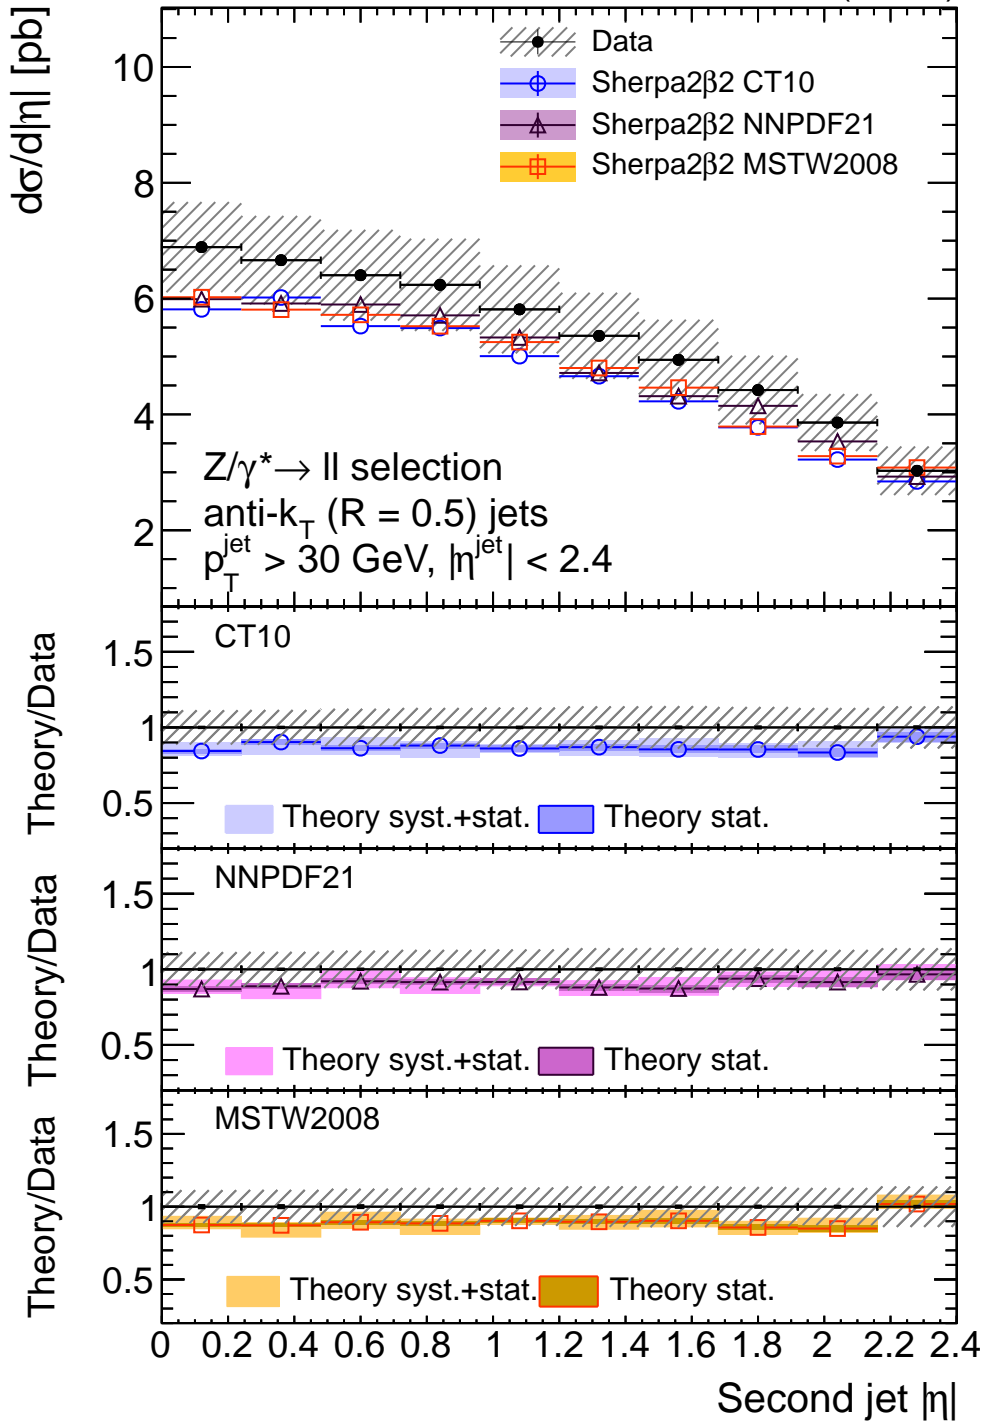 dσ/d|η| [pb]
10
8
6
4
2
Data
Sherpa2β2 CT10
Sherpa2β2 NNPDF21
Sherpa2β2 MSTW2008
Z/γ*→ ll selection
anti-k_T (R = 0.5) jets
p_T^jet > 30 GeV, |η^jet| < 2.4
Theory/Data
CT10
1.5
1
0.5
Theory syst.+stat.
Theory stat.
Theory/Data
NNPDF21
1.5
1
0.5
Theory syst.+stat.
Theory stat.
Theory/Data
MSTW2008
1.5
1
0.5
Theory syst.+stat.
Theory stat.
0 0.2 0.4 0.6 0.8 1 1.2 1.4 1.6 1.8 2 2.2 2.4
Second jet |η|